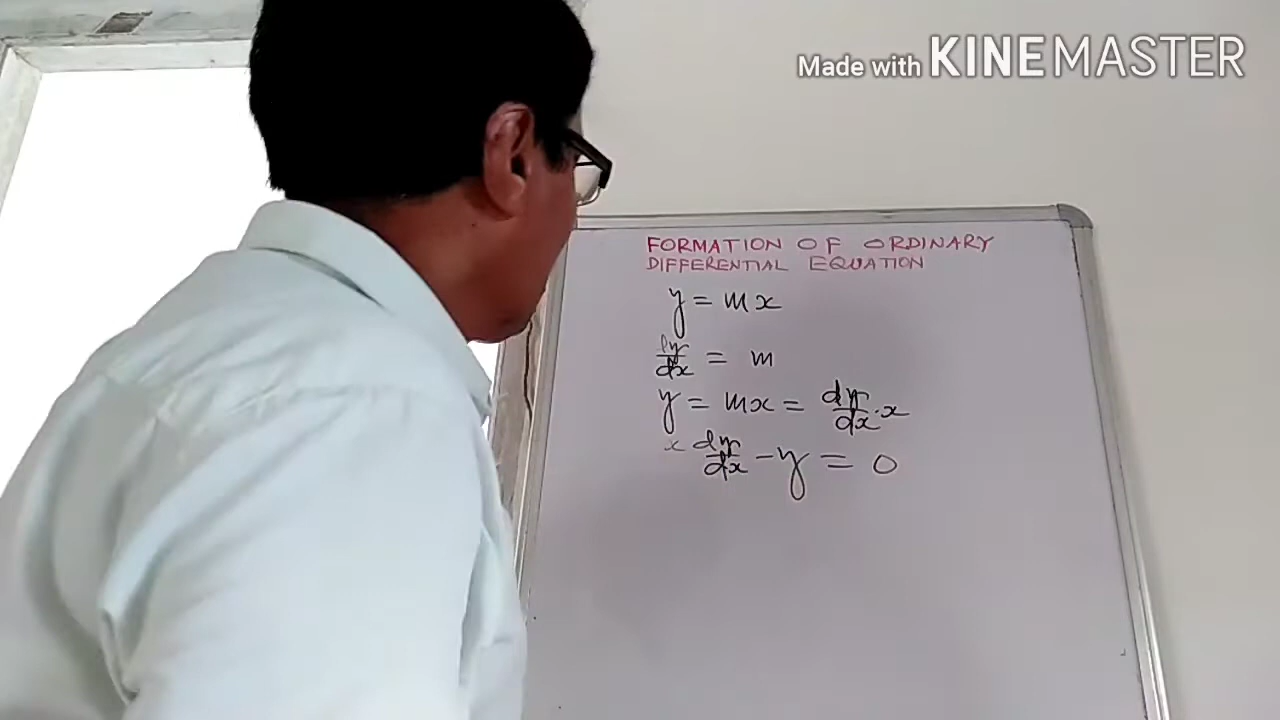 Made with KINEMASTER
FORMATION OF ORDINARY
DIFFERENTIAL EQUATION
y = mx
dy/dx = m
y = mx = dy/dx · x
x dy/dx - y = 0